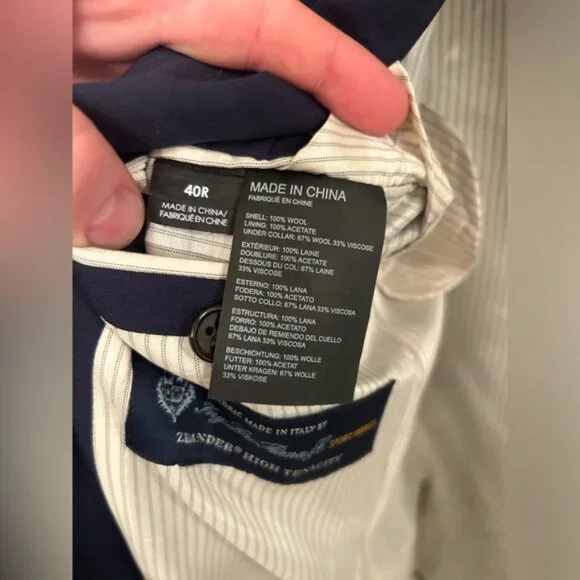 40R
MADE IN CHINA/
FABRIQUÉ EN CHINE
MADE IN CHINA
FABRIQUÉ EN CHINE
SHELL: 100% WOOL
LINING: 100% ACETATE
UNDER COLLAR: 67% WOOL 33% VISCOSE
EXTÉRIEUR: 100% LAINE
DOUBLURE: 100% ACETATE
DESSOUS DU COL: 67% LAINE
33% VISCOSE
ESTERNO: 100% LANA
FODERA: 100% ACETATO
SOTTO COLLO: 67% LANA 33% VISCOSA
ESTRUCTURA: 100% LANA
FORRO: 100% ACETATO
DEBAJO DE REMIENDO DEL CUELLO
67% LANA 33% VISCOSA
BESCHICHTUNG: 100% WOLLE
FUTTER: 100% ACETAT
UNTER KRAGEN: 67% WOLLE
33% VISKOSE
MADE IN ITALY BY
ZLANDER® HIGH TENACITY